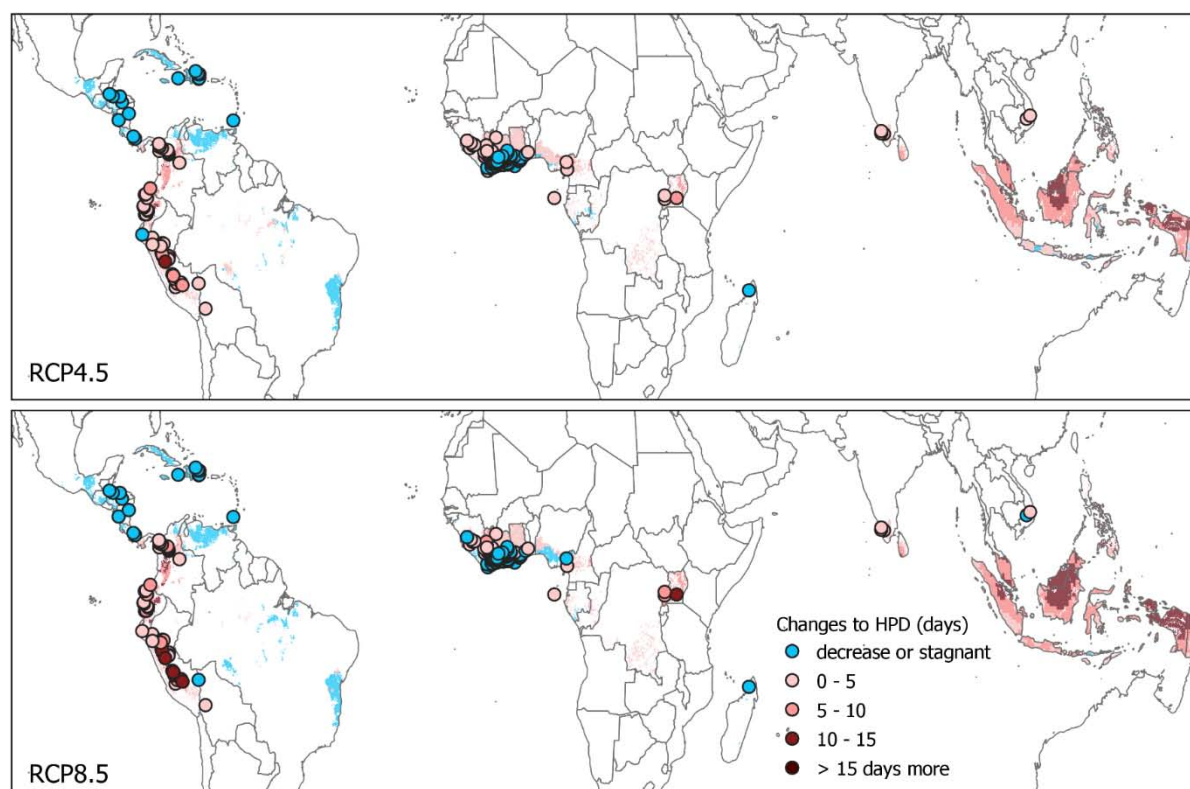 RCP4.5
RCP8.5
Changes to HPD (days)
decrease or stagnant
0 - 5
5 - 10
10 - 15
> 15 days more